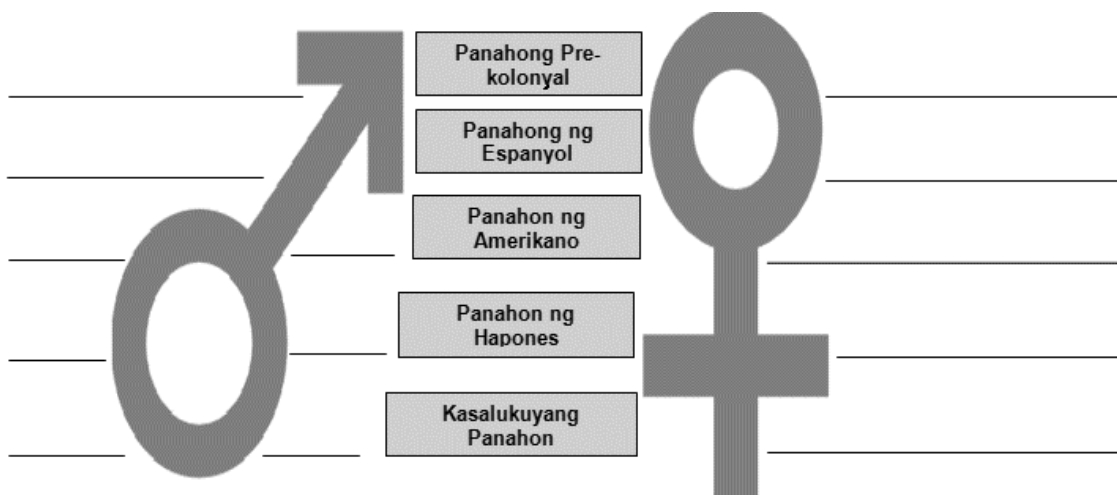 Panahong Pre-
kolonyal
Panahong ng
Espanyol
Panahon ng
Amerikano
Panahon ng
Hapones
Kasalukuyang
Panahon